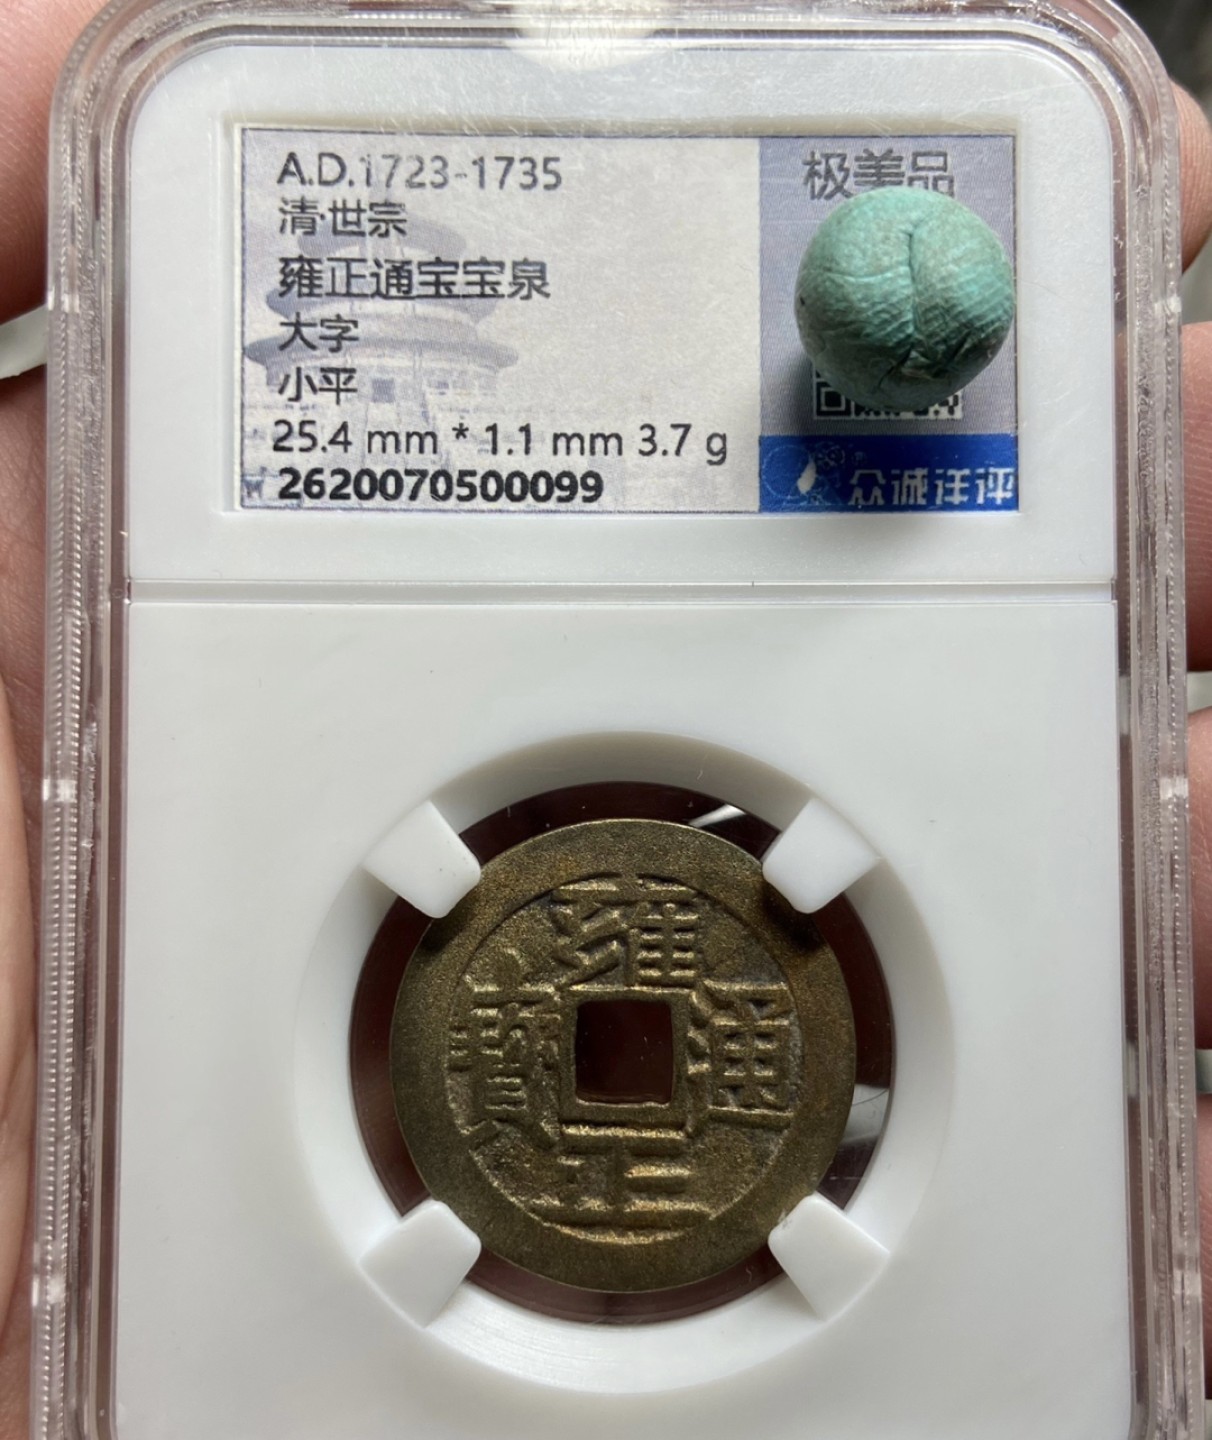 A.D.1723-1735
清·世宗
雍正通宝宝泉
大字
小平
25.4 mm * 1.1 mm 3.7 g
2620070500099
极美品
众诚洋评
雍正通寶